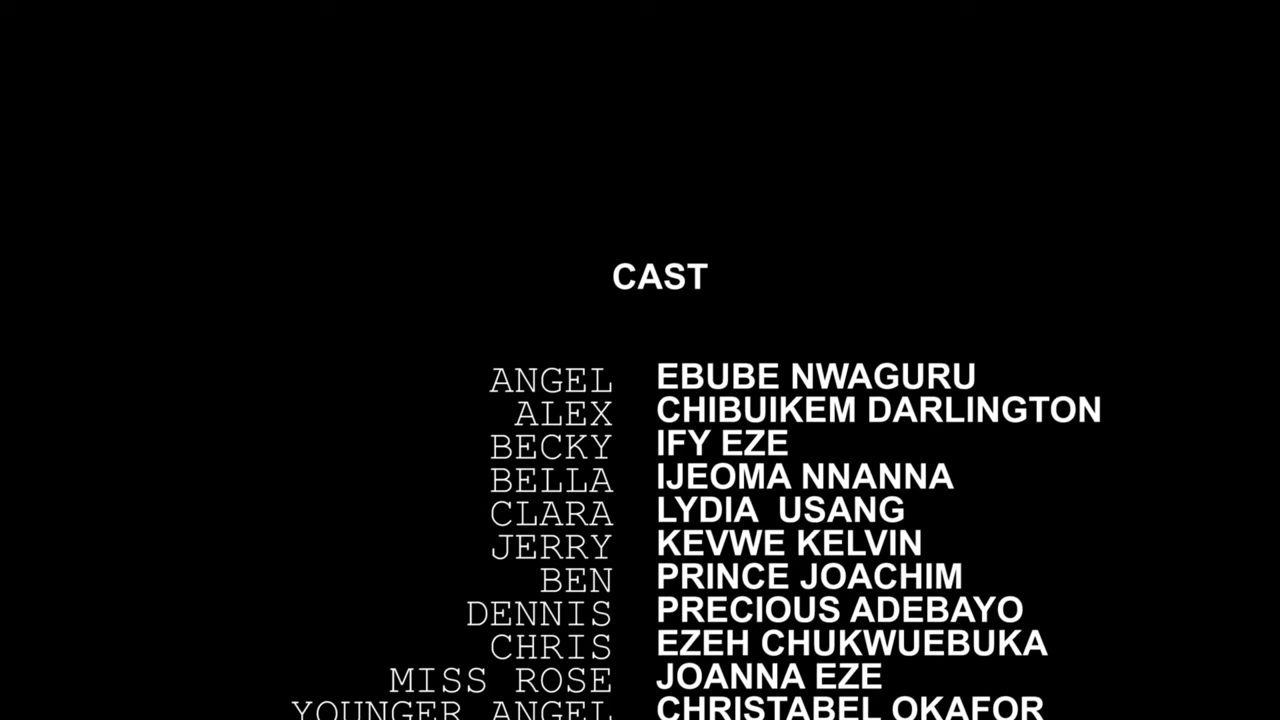 CAST
ANGEL EBUBE NWAGURU
ALEX CHIBUIKEM DARLINGTON
BECKY IFY EZE
BELLA IJEOMA NNANNA
CLARA LYDIA  USANG
JERRY KEVWE KELVIN
BEN PRINCE JOACHIM
DENNIS PRECIOUS ADEBAYO
CHRIS EZEH CHUKWUEBUKA
MISS ROSE JOANNA EZE
YOUNGER ANGEL CHRISTABEL OKAFOR